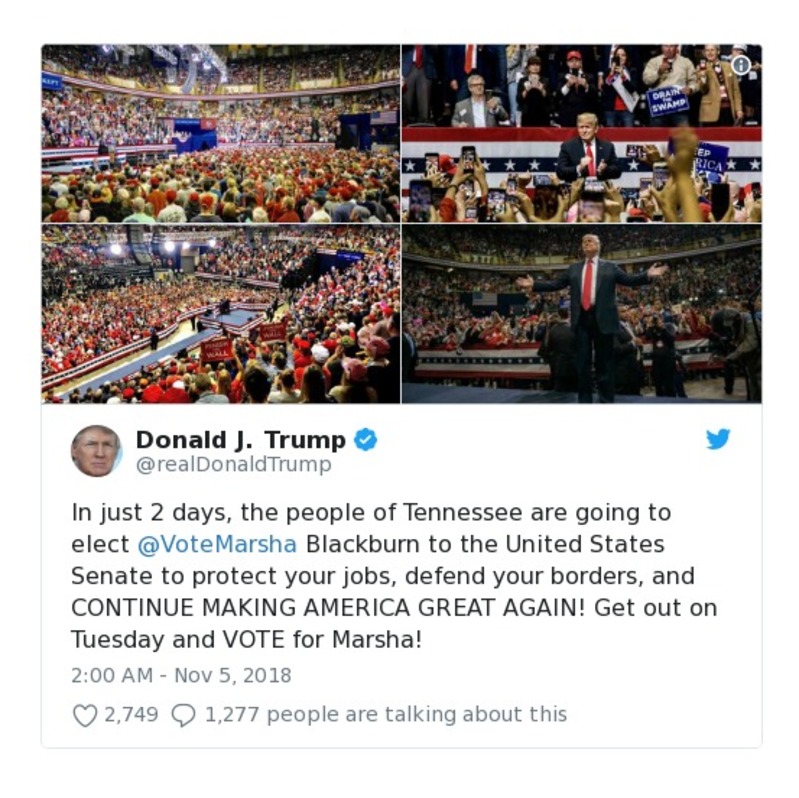 DRAIN
THE
SWAMP
Donald J. Trump
@realDonaldTrump
In just 2 days, the people of Tennessee are going to
elect @VoteMarsha Blackburn to the United States
Senate to protect your jobs, defend your borders, and
CONTINUE MAKING AMERICA GREAT AGAIN! Get out on
Tuesday and VOTE for Marsha!
2:00 AM - Nov 5, 2018
2,749 1,277 people are talking about this